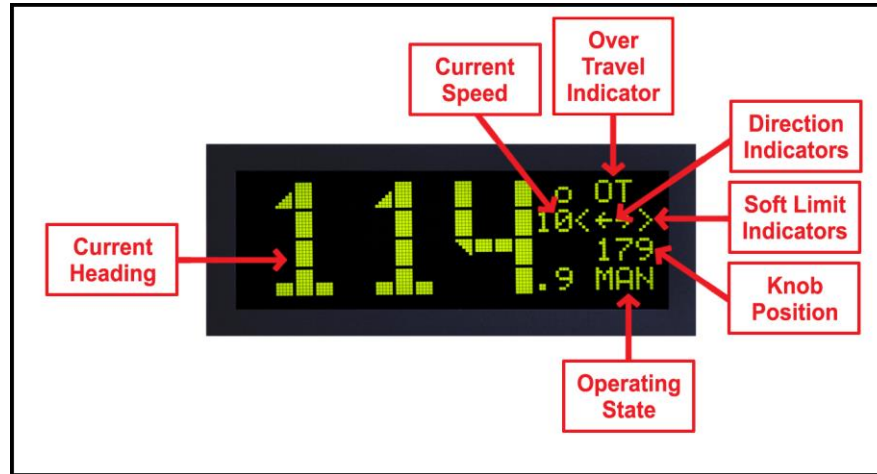 Over
Travel
Indicator
Current
Speed
Direction
Indicators
Soft Limit
Indicators
Current
Heading
Knob
Position
Operating
State
114.9°
OT
10<←→>
179
MAN